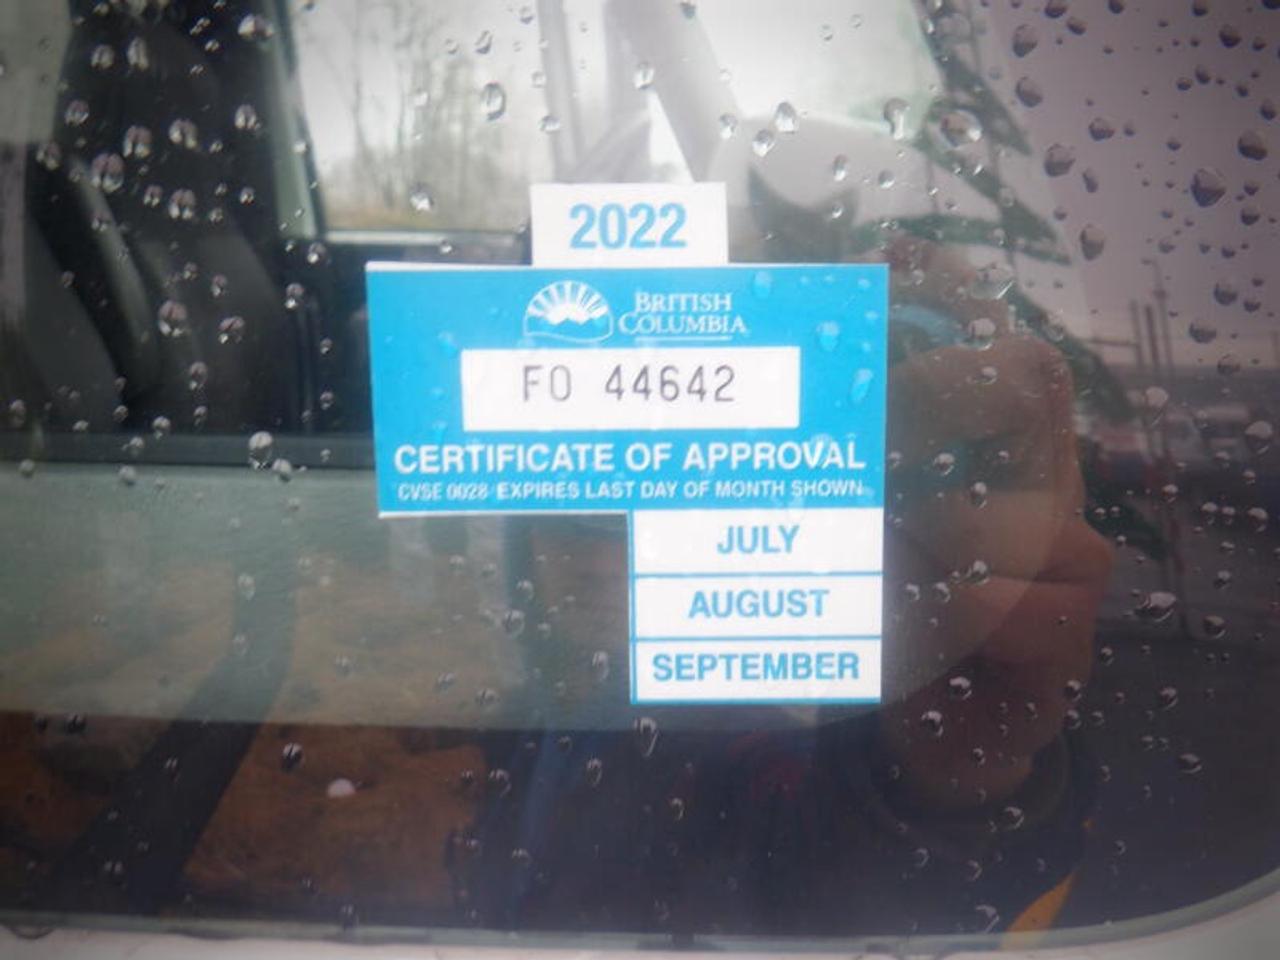 2022
BRITISH
COLUMBIA
FO 44642
CERTIFICATE OF APPROVAL
CVSE 0028 EXPIRES LAST DAY OF MONTH SHOWN
JULY
AUGUST
SEPTEMBER